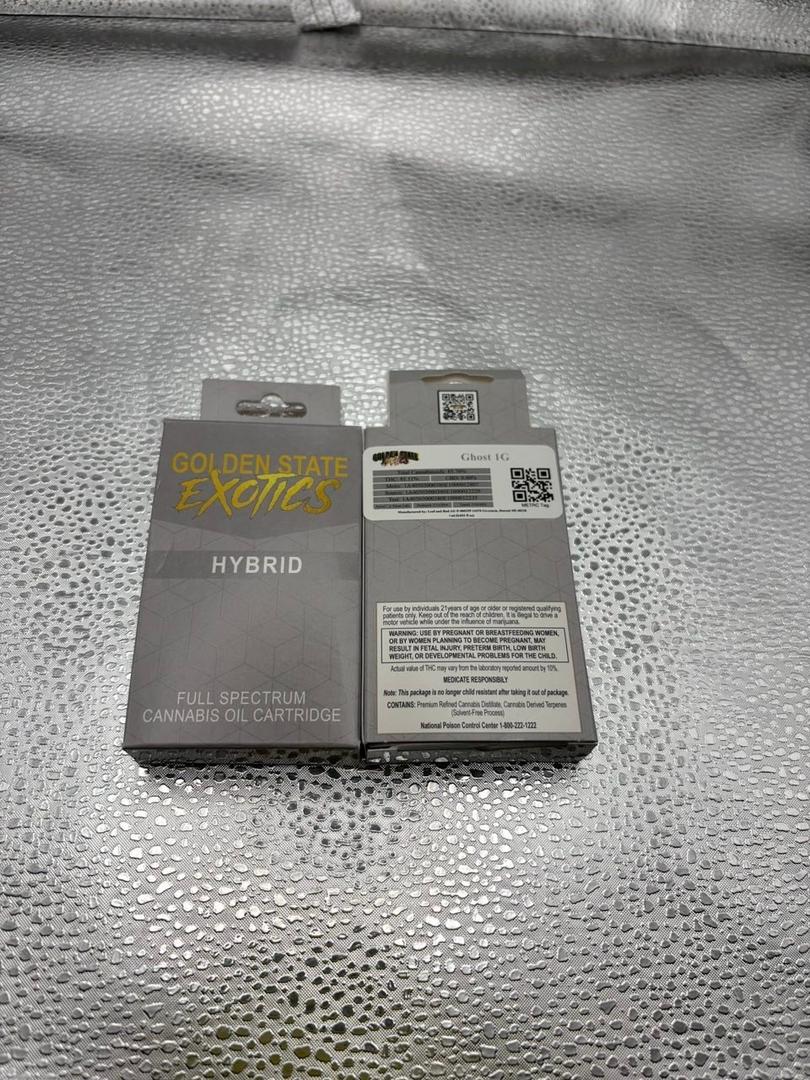 GOLDEN STATE
EXOTICS
HYBRID
FULL SPECTRUM
CANNABIS OIL CARTRIDGE
GOLDEN STATE
Ghost 1G
METRC Tag
For use by individuals 21years of age or older or registered qualifying
patients only. Keep out of the reach of children. It is illegal to drive a
motor vehicle while under the influence of marijuana.
WARNING: USE BY PREGNANT OR BREASTFEEDING WOMEN,
OR BY WOMEN PLANNING TO BECOME PREGNANT, MAY
RESULT IN FETAL INJURY, PRETERM BIRTH, LOW BIRTH
WEIGHT, OR DEVELOPMENTAL PROBLEMS FOR THE CHILD.
Actual value of THC may vary from the laboratory reported amount by 10%.
MEDICATE RESPONSIBILY
Note: This package is no longer child resistant after taking it out of package.
CONTAINS: Premium Refined Cannabis Distillate, Cannabis Derived Terpenes
(Solvent-Free Process)
National Poison Control Center 1-800-222-1222